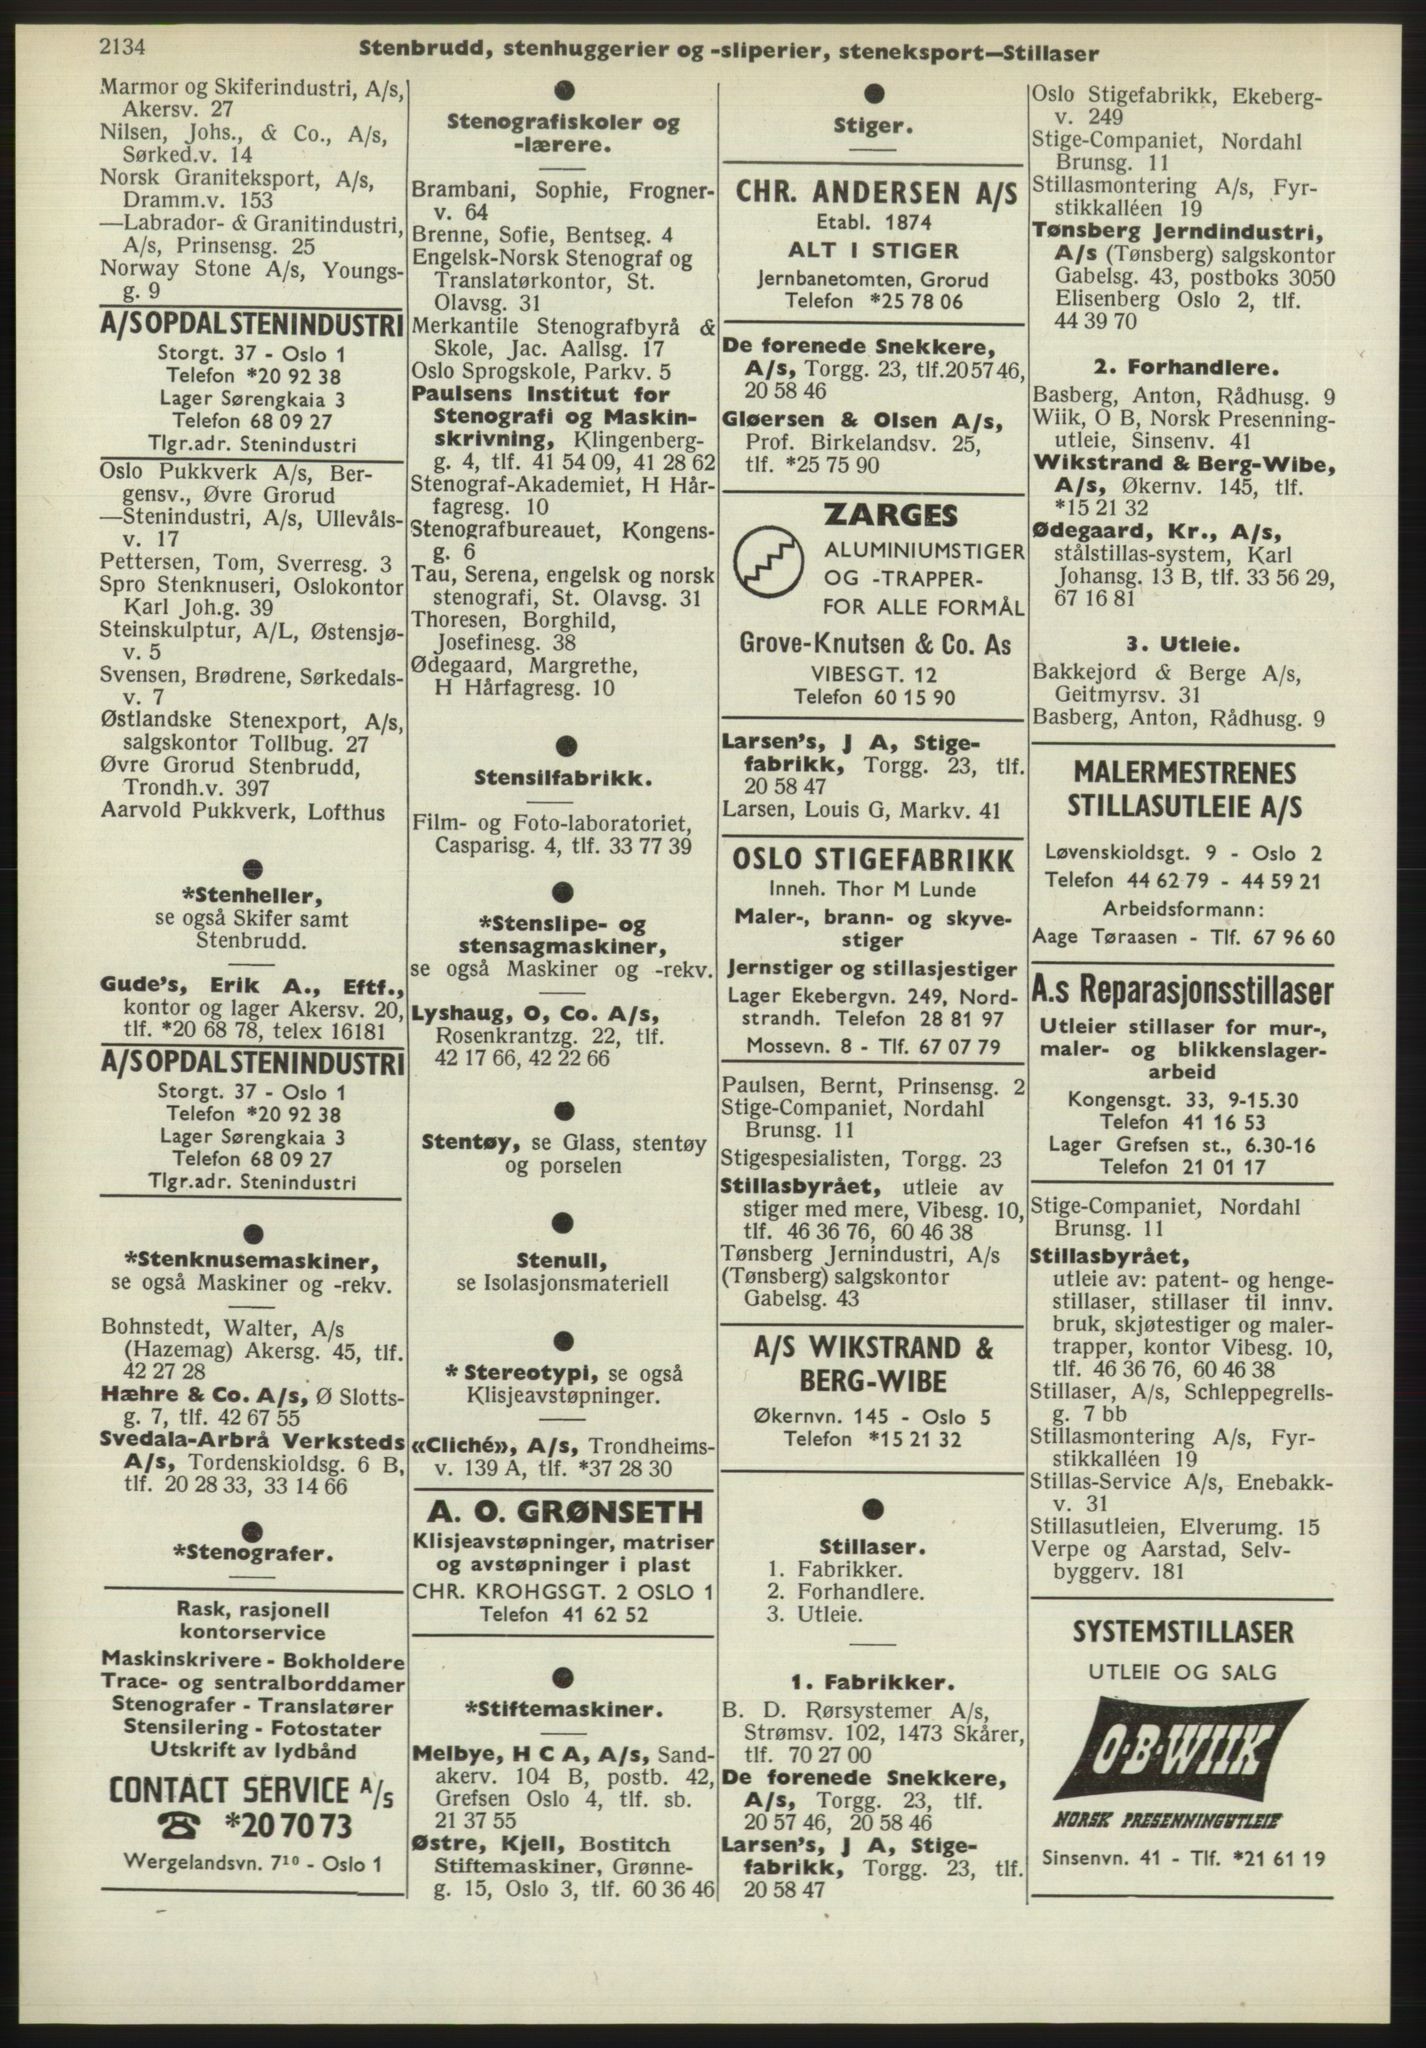 2134
Stenbrudd, stenhuggerier og -sliperier, steneksport—Stillaser
Marmor og Skiferindustri, A/s,
Akersv. 27
Nilsen, Johs., & Co., A/s,
Sørked.v. 14
Norsk Graniteksport, A/s,
Dramm.v. 153
—Labrador- & Granitindustri,
A/s, Prinsensg. 25
Norway Stone A/s, Youngs-
g. 9
A/S OPDAL STENINDUSTRI
Storgt. 37 - Oslo 1
Telefon *20 92 38
Lager Sørengkaia 3
Telefon 68 09 27
Tlgr.adr. Stenindustri
Oslo Pukkverk A/s, Ber-
gensv., Øvre Grorud
—Stenindustri, A/s, Ullevåls-
v. 17
Pettersen, Tom, Sverresg. 3
Spro Stenknuseri, Oslokontor
Karl Joh.g. 39
Steinskulptur, A/L, Østensjø-
v. 5
Svensen, Brødrene, Sørkedals-
v. 7
Østlandske Stenexport, A/s,
salgskontor Tollbug. 27
Øvre Grorud Stenbrudd,
Trondh.v. 397
Aarvold Pukkverk, Lofthus
*Stenheller,
se også Skifer samt
Stenbrudd.
Gude's, Erik A., Eftf.,
kontor og lager Akersv. 20,
tlf. *20 68 78, telex 16181
A/S OPDAL STENINDUSTRI
Storgt. 37 - Oslo 1
Telefon *20 92 38
Lager Sørengkaia 3
Telefon 68 09 27
Tlgr.adr. Stenindustri
*Stenknusemaskiner,
se også Maskiner og -rekv.
Bohnstedt, Walter, A/s
(Hazemag) Akersg. 45, tlf.
42 27 28
Hæhre & Co. A/s, Ø Slotts-
g. 7, tlf. 42 67 55
Svedala-Arbrå Verksteds
A/s, Tordenskioldsg. 6 B,
tlf. 20 28 33, 33 14 66
*Stenografer.
Rask, rasjonell
kontorservice
Maskinskrivere - Bokholdere
Trace- og sentralborddamer
Stenografer - Translatører
Stensilering - Fotostater
Utskrift av lydbånd
CONTACT SERVICE A/S
☎ *20 70 73
Wergelandsvn. 7¹⁰ - Oslo 1
Stenografiskoler og
-lærere.
Brambani, Sophie, Frogner-
v. 64
Brenne, Sofie, Bentseg. 4
Engelsk-Norsk Stenograf og
Translatørkontor, St.
Olavsg. 31
Merkantile Stenografbyrå &
Skole, Jac. Aallsg. 17
Oslo Sprogskole, Parkv. 5
Paulsens Institut for
Stenografi og Maskin-
skrivning, Klingenberg-
g. 4, tlf. 41 54 09, 41 28 62
Stenograf-Akademiet, H Hår-
fagresg. 10
Stenografbureauet, Kongens-
g. 6
Tau, Serena, engelsk og norsk
stenografi, St. Olavsg. 31
Thoresen, Borghild,
Josefinesg. 38
Ødegaard, Margrethe,
H Hårfagresg. 10
Stensilfabrikk.
Film- og Foto-laboratoriet,
Casparisg. 4, tlf. 33 77 39
*Stenslipe- og
stensagmaskiner,
se også Maskiner og -rekv.
Lyshaug, O, Co. A/s,
Rosenkrantzg. 22, tlf.
42 17 66, 42 22 66
Stentøy, se Glass, stentøy
og porselen
Stenull,
se Isolasjonsmateriell
* Stereotypi, se også
Klisjeavstøpninger.
«Cliché», A/s, Trondheims-
v. 139 A, tlf. *37 28 30
A. O. GRØNSETH
Klisjeavstøpninger, matriser
og avstøpninger i plast
CHR. KROHGSGT. 2 OSLO 1
Telefon 41 62 52
*Stiftemaskiner.
Melbye, H C A, A/s, Sand-
akerv. 104 B, postb. 42,
Grefsen Oslo 4, tlf. sb.
21 37 55
Østre, Kjell, Bostitch
Stiftemaskiner, Grønne-
g. 15, Oslo 3, tlf. 60 36 46
Stiger.
CHR. ANDERSEN A/S
Etabl. 1874
ALT I STIGER
Jernbanetomten, Grorud
Telefon *25 78 06
De forenede Snekkere,
A/s, Torgg. 23, tlf. 20 57 46,
20 58 46
Gløersen & Olsen A/s,
Prof. Birkelandsv. 25,
tlf. *25 75 90
ZARGES
ALUMINIUMSTIGER
OG -TRAPPER-
FOR ALLE FORMÅL
Grove-Knutsen & Co. As
VIBESGT. 12
Telefon 60 15 90
Larsen's, J A, Stige-
fabrikk, Torgg. 23, tlf.
20 58 47
Larsen, Louis G, Markv. 41
OSLO STIGEFABRIKK
Inneh. Thor M Lunde
Maler-, brann- og skyve-
stiger
Jernstiger og stillasjestiger
Lager Ekebergvn. 249, Nord-
strandh. Telefon 28 81 97
Mossevn. 8 - Tlf. 67 07 79
Paulsen, Bernt, Prinsensg. 2
Stige-Companiet, Nordahl
Brunsg. 11
Stigespesialisten, Torgg. 23
Stillasbyrået, utleie av
stiger med mere, Vibesg. 10,
tlf. 46 36 76, 60 46 38
Tønsberg Jernindustri, A/s
(Tønsberg) salgskontor
Gabelsg. 43
A/S WIKSTRAND &
BERG-WIBE
Økernvn. 145 - Oslo 5
Telefon *15 21 32
Stillaser.
1. Fabrikker.
2. Forhandlere.
3. Utleie.
1. Fabrikker.
B. D. Rørsystemer A/s,
Strømsv. 102, 1473 Skårer,
tlf. 70 27 00
De forenede Snekkere,
A/s, Torgg. 23, tlf.
20 57 46, 20 58 46
Larsen's, J A, Stige-
fabrikk, Torgg. 23, tlf.
20 58 47
Oslo Stigefabrikk, Ekeberg-
v. 249
Stige-Companiet, Nordahl
Brunsg. 11
Stillasmontering A/s, Fyr-
stikkalléen 19
Tønsberg Jerndindustri,
A/s (Tønsberg) salgskontor
Gabelsg. 43, postboks 3050
Elisenberg Oslo 2, tlf.
44 39 70
2. Forhandlere.
Basberg, Anton, Rådhusg. 9
Wiik, O B, Norsk Presenning-
utleie, Sinsenv. 41
Wikstrand & Berg-Wibe,
A/s, Økernv. 145, tlf.
*15 21 32
Ødegaard, Kr., A/s,
stålstillas-system, Karl
Johansg. 13 B, tlf. 33 56 29,
67 16 81
3. Utleie.
Bakkejord & Berge A/s,
Geitmyrsv. 31
Basberg, Anton, Rådhusg. 9
MALERMESTRENES
STILLASUTLEIE A/S
Løvenskioldsgt. 9 - Oslo 2
Telefon 44 62 79 - 44 59 21
Arbeidsformann:
Aage Tøraasen - Tlf. 67 96 60
A.s Reparasjonsstillaser
Utleier stillaser for mur-,
maler- og blikkenslager-
arbeid
Kongensgt. 33, 9-15.30
Telefon 41 16 53
Lager Grefsen st., 6.30-16
Telefon 21 01 17
Stige-Companiet, Nordahl
Brunsg. 11
Stillasbyrået,
utleie av: patent- og henge-
stillaser, stillaser til innv.
bruk, skjøtestiger og maler-
trapper, kontor Vibesg. 10,
tlf. 46 36 76, 60 46 38
Stillaser, A/s, Schleppegrells-
g. 7 bb
Stillasmontering A/s, Fyr-
stikkalléen 19
Stillas-Service A/s, Enebakk-
v. 31
Stillasutleien, Elverumg. 15
Verpe og Aarstad, Selv-
byggerv. 181
SYSTEMSTILLASER
UTLEIE OG SALG
O·B·WIIK
NORSK PRESENNINGUTLEIE
Sinsenvn. 41 - Tlf. *21 61 19